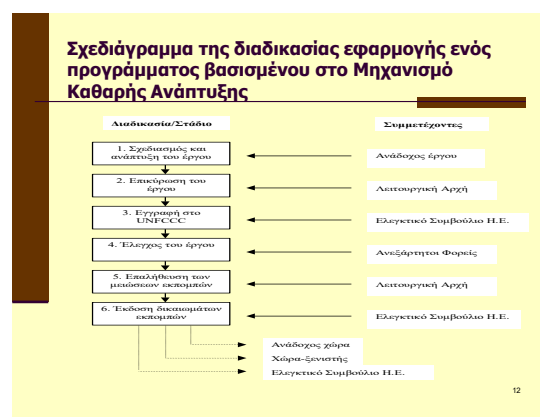 Σχεδιάγραμμα της διαδικασίας εφαρμογής ενός
προγράμματος βασισμένου στο Μηχανισμό
Καθαρής Ανάπτυξης
Διαδικασία/Στάδιο
Συμμετέχοντες
1. Σχεδιασμός και
ανάπτυξη του έργου
Ανάδοχος έργου
2. Επικύρωση του
έργου
Λειτουργική Αρχή
3. Εγγραφή στο
UNFCCC
Ελεγκτικό Συμβούλιο Η.Ε.
4. Έλεγχος του έργου
Ανεξάρτητοι Φορείς
5. Επαλήθευση των
μειώσεων εκπομπών
Λειτουργική Αρχή
6. Έκδοση δικαιωμάτων
εκπομπών
Ελεγκτικό Συμβούλιο Η.Ε.
Ανάδοχος χώρα
Χώρα-ξενιστής
Ελεγκτικό Συμβούλιο Η.Ε.
12